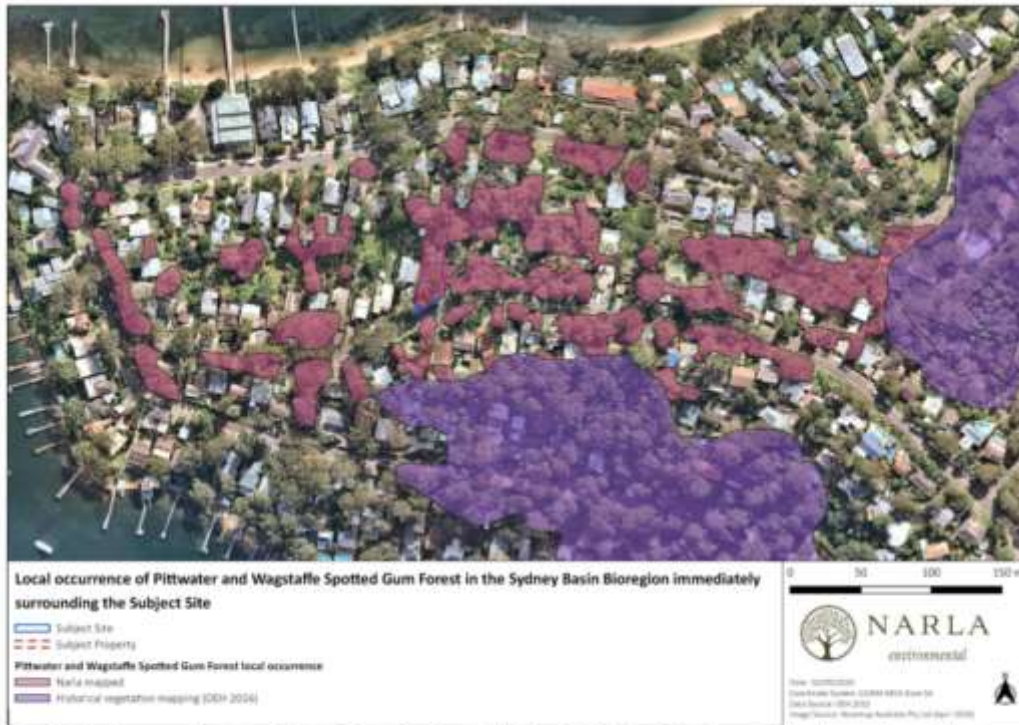 Local occurrence of Pittwater and Wagstaffe Spotted Gum Forest in the Sydney Basin Bioregion immediately
surrounding the Subject Site
Subject Site
Subject Property
Pittwater and Wagstaffe Spotted Gum Forest local occurrence
Narla mapped
Historical vegetation mapping (OEH 2016)
0 50 100 150 m
NARLA
environmental